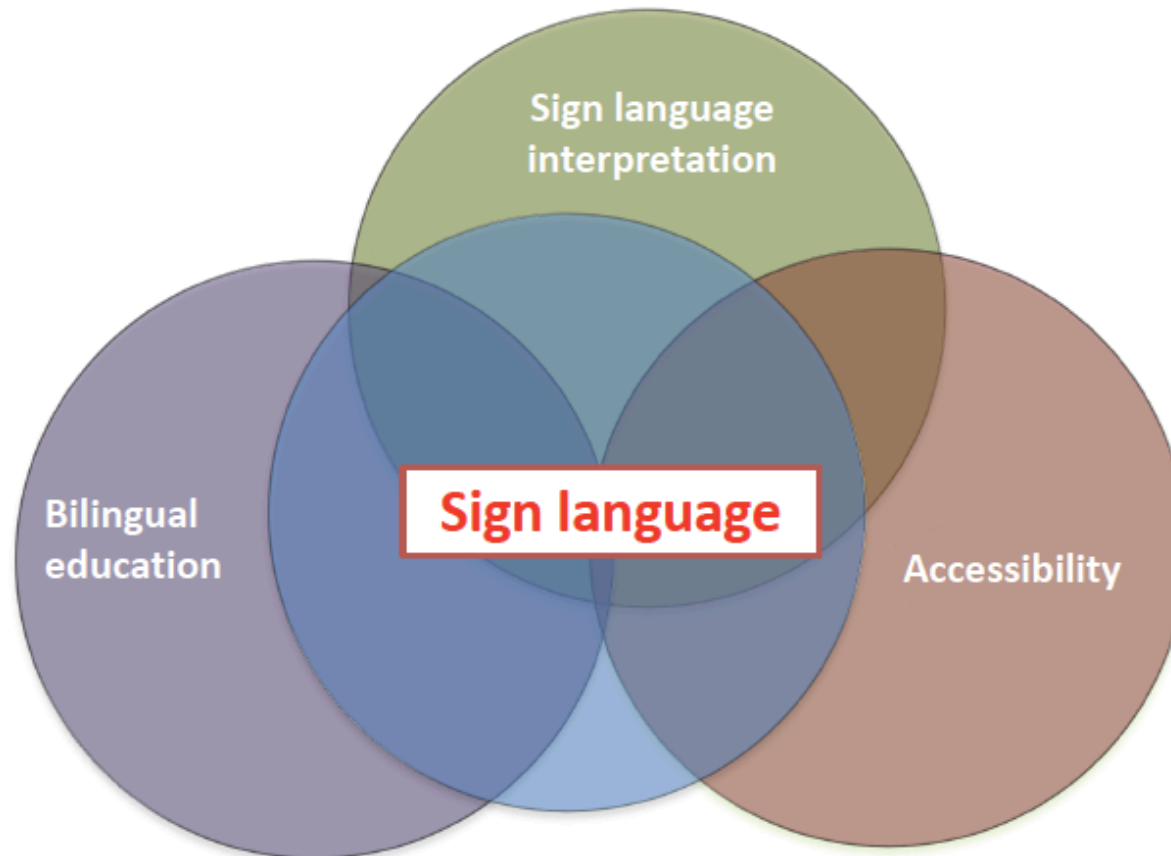 Sign language
interpretation
Bilingual
education
Sign language
Accessibility